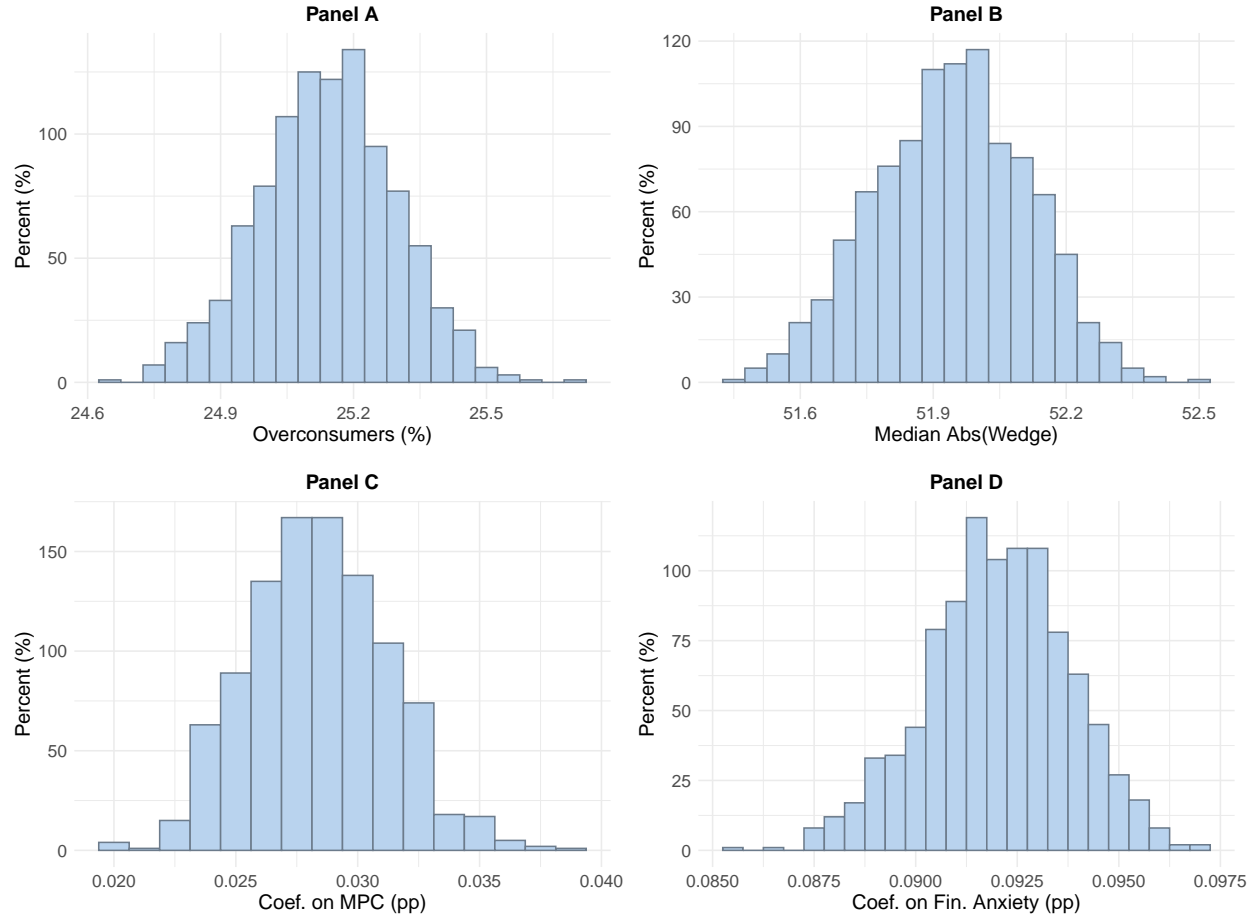 Panel A
Percent (%)
100
50
0
24.6 24.9 25.2 25.5
Overconsumers (%)
Panel B
Percent (%)
120
90
60
30
0
51.6 51.9 52.2 52.5
Median Abs(Wedge)
Panel C
Percent (%)
150
100
50
0
0.020 0.025 0.030 0.035 0.040
Coef. on MPC (pp)
Panel D
Percent (%)
100
75
50
25
0
0.0850 0.0875 0.0900 0.0925 0.0950 0.0975
Coef. on Fin. Anxiety (pp)